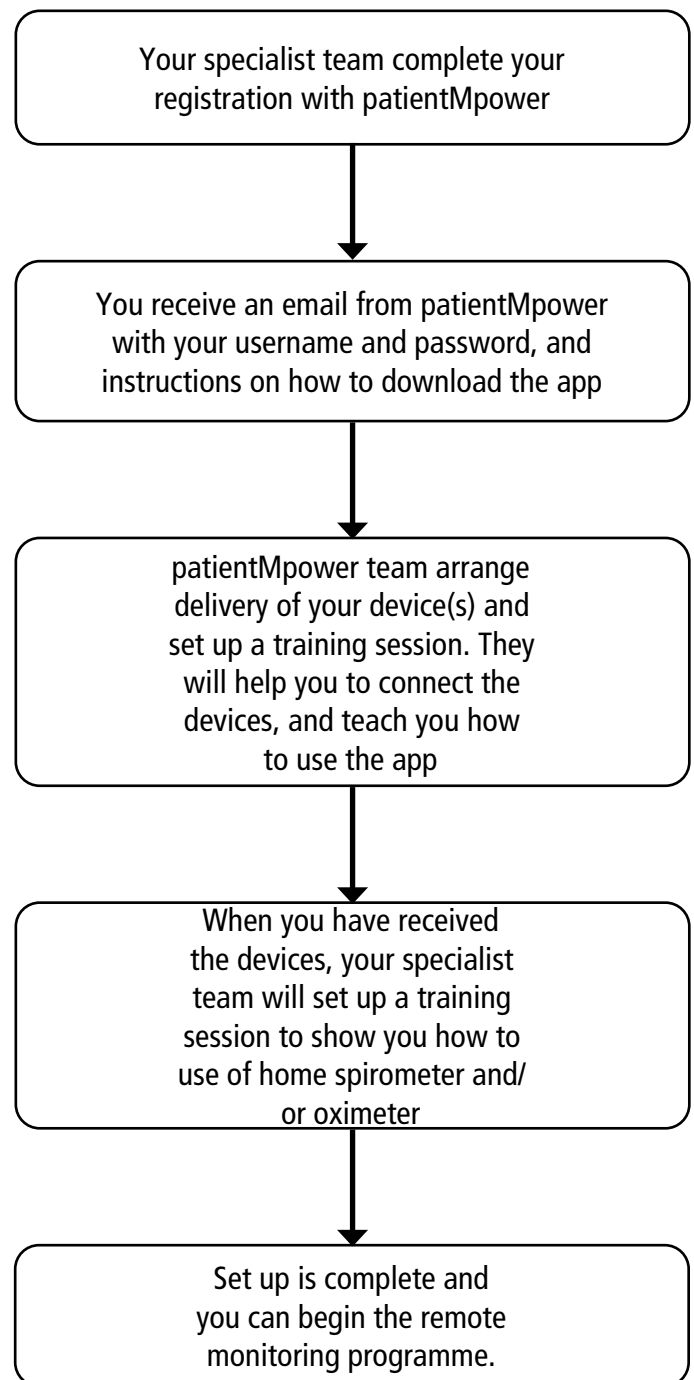 Your specialist team complete your
registration with patientMpower
You receive an email from patientMpower
with your username and password, and
instructions on how to download the app
patientMpower team arrange
delivery of your device(s) and
set up a training session. They
will help you to connect the
devices, and teach you how
to use the app
When you have received
the devices, your specialist
team will set up a training
session to show you how to
use of home spirometer and/
or oximeter
Set up is complete and
you can begin the remote
monitoring programme.